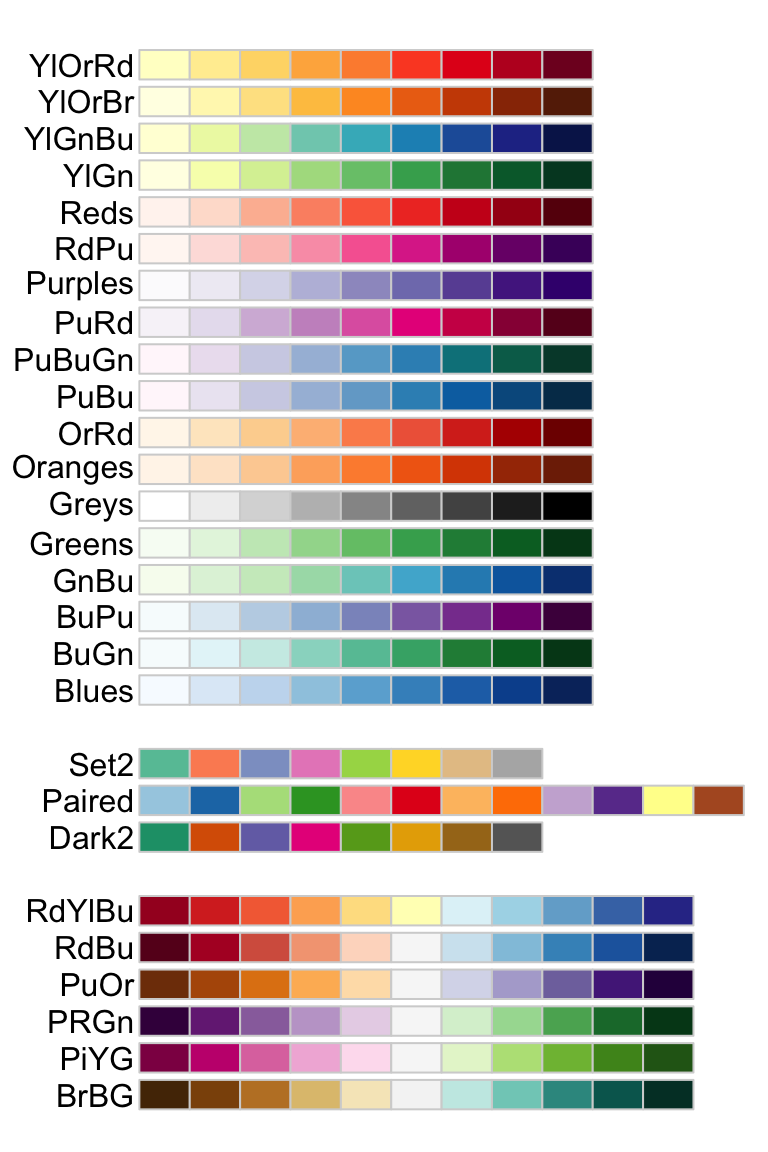 YlOrRd
YlOrBr
YlGnBu
YlGn
Reds
RdPu
Purples
PuRd
PuBuGn
PuBu
OrRd
Oranges
Greys
Greens
GnBu
BuPu
BuGn
Blues
Set2
Paired
Dark2
RdYlBu
RdBu
PuOr
PRGn
PiYG
BrBG